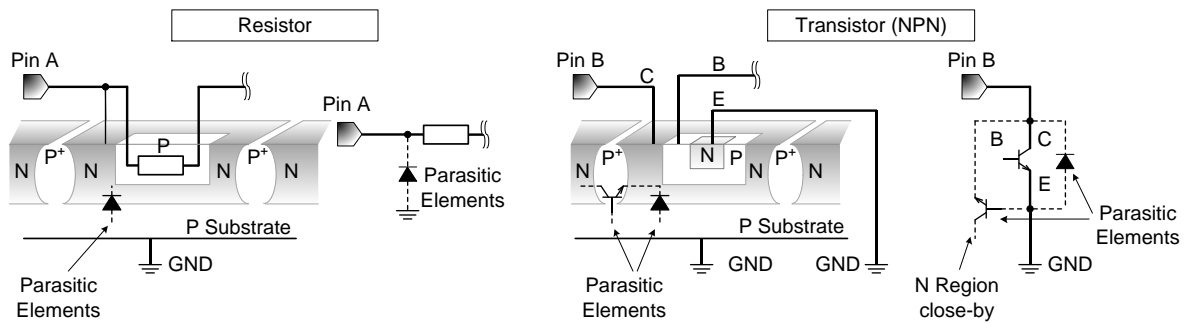 Resistor
Transistor (NPN)
Pin A
Pin A
P
N
P+
N
N
P+
N
Parasitic
Elements
P Substrate
GND
Parasitic
Elements
Pin B
C
B
E
N
P+
N
N
P
N
P+
N
P Substrate
GND
GND
Parasitic
Elements
Pin B
B
C
E
Parasitic
Elements
GND
N Region
close-by